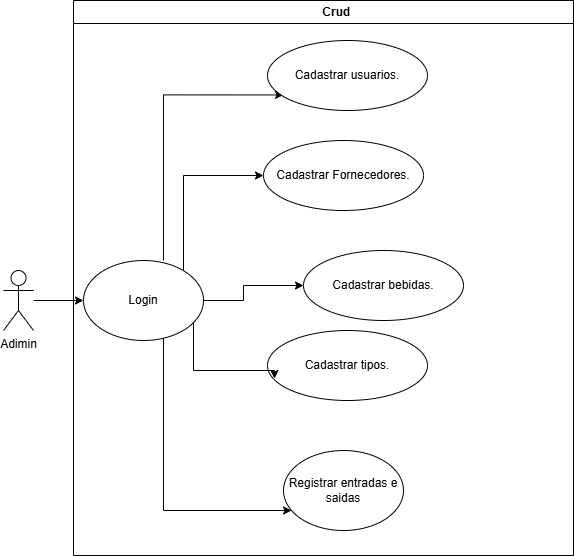 Crud
Cadastrar usuarios.
Cadastrar Fornecedores.
Cadastrar bebidas.
Login
Adimin
Cadastrar tipos.
Registrar entradas e
saidas